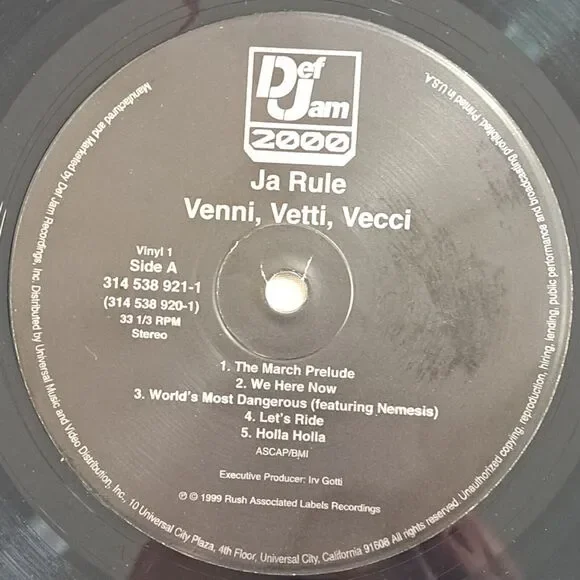 Def
Jam
2000
Ja Rule
Venni, Vetti, Vecci
Vinyl 1
Side A
314 538 921-1
(314 538 920-1)
33 1/3 RPM
Stereo
1. The March Prelude
2. We Here Now
3. World's Most Dangerous (featuring Nemesis)
4. Let's Ride
5. Holla Holla
ASCAP/BMI
Executive Producer: Irv Gotti
℗ © 1999 Rush Associated Labels Recordings
Manufactured and Marketed by Def Jam Recordings, Inc. Distributed by Universal Music and Video Distribution, Inc., 10 Universal City Plaza, 4th Floor, Universal City, California 91608 All rights reserved. Unauthorized copying, reproduction, hiring, lending, public performance and broadcasting prohibited. Printed in U.S.A.